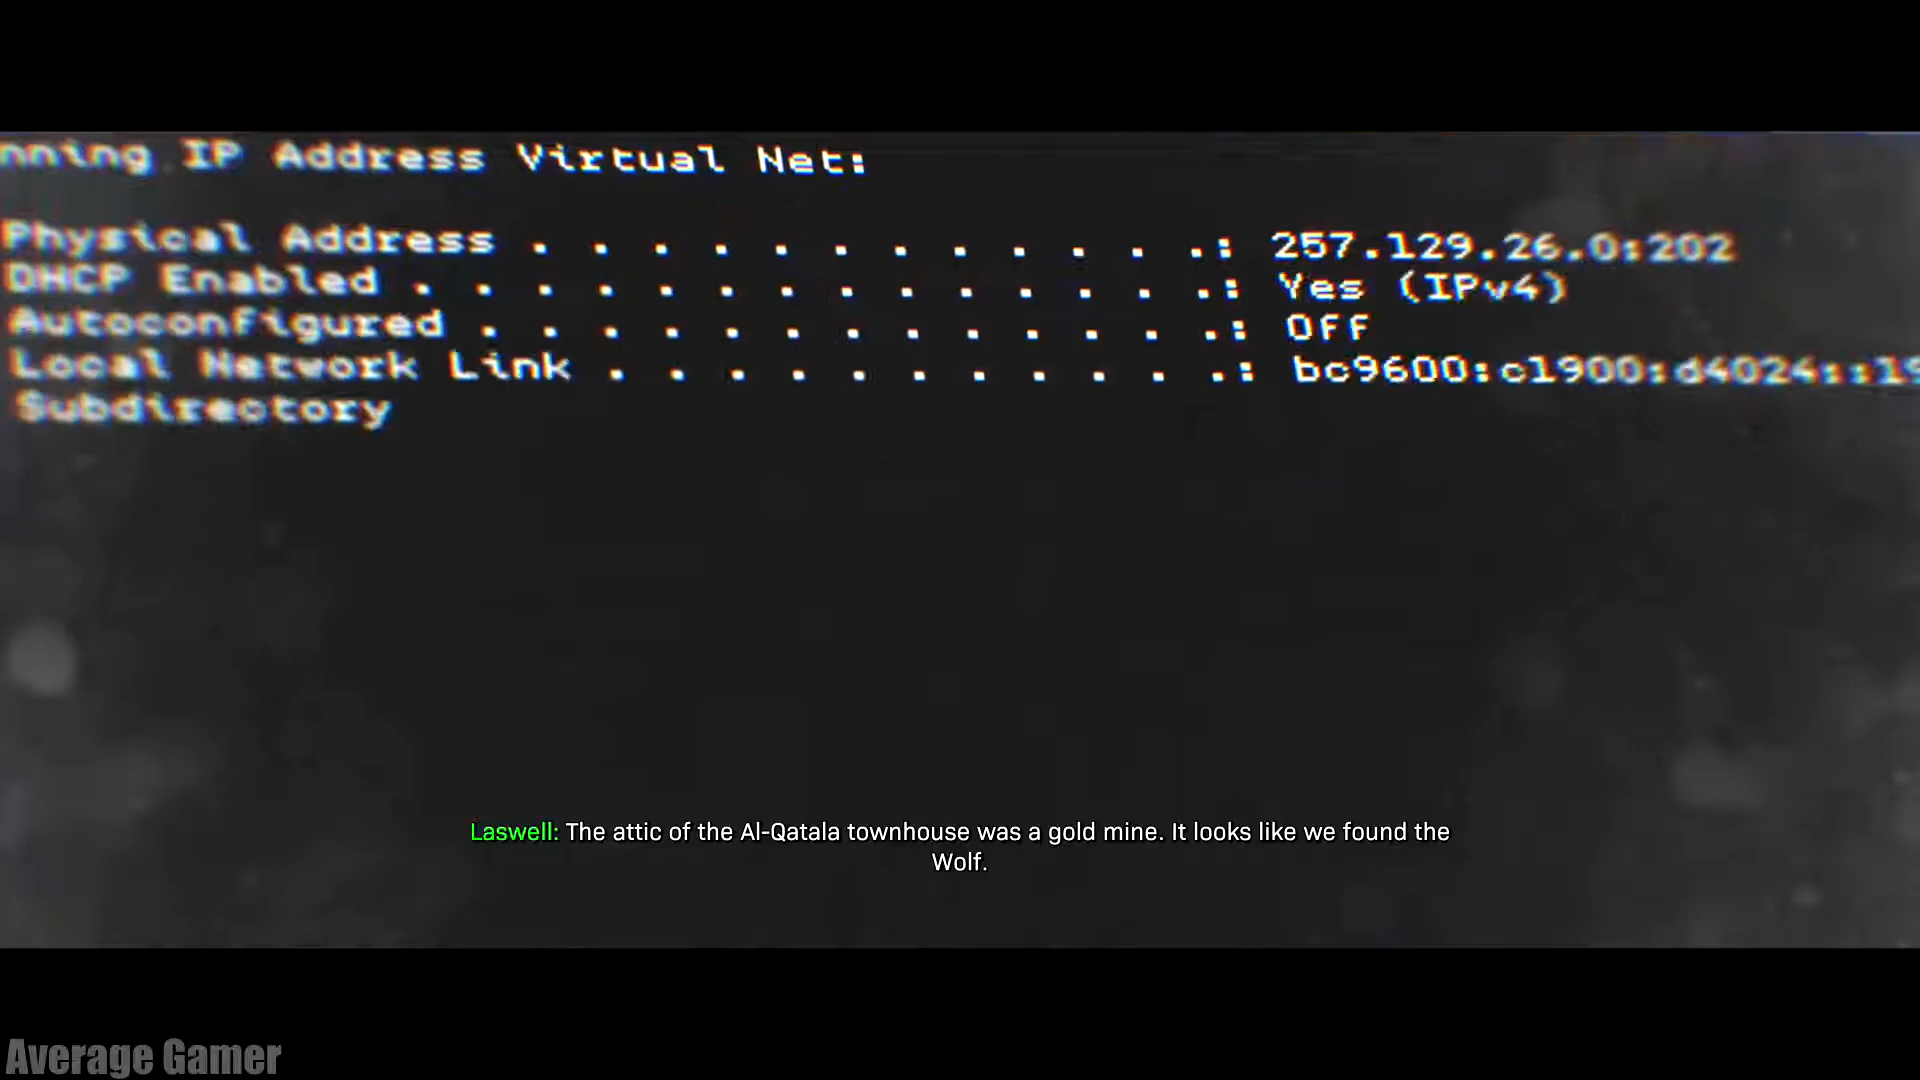 nning IP Address Virtual Net:
Physical Address . . . . . . . . . . . .: 257.129.26.0:202
DHCP Enabled . . . . . . . . . . . . . .: Yes (IPv4)
Autoconfigured . . . . . . . . . . . . .: Off
Local Network Link . . . . . . . . . . .: bc9600:c1900:d4024::19
Subdirectory
Laswell: The attic of the Al-Qatala townhouse was a gold mine. It looks like we found the
Wolf.
Average Gamer